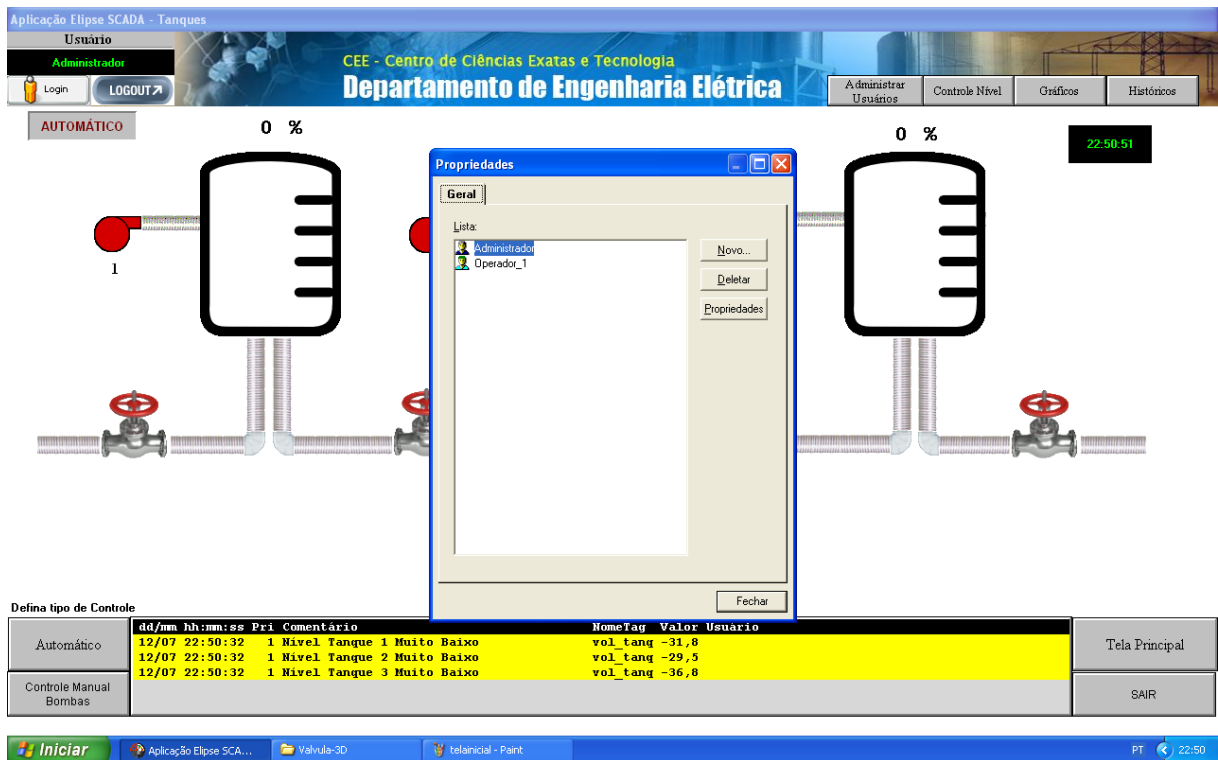 Aplicação Elipse SCADA - Tanques
Usuário
Administrador
Login
LOGOUT
CEE - Centro de Ciências Exatas e Tecnologia
Departamento de Engenharia Elétrica
Administrar Usuários
Controle Nível
Gráficos
Históricos
AUTOMÁTICO
0 %
0 %
22:50:51
1
Propriedades
Geral
Lista:
Administrador
Operador_1
Novo...
Deletar
Propriedades
Fechar
Defina tipo de Controle
Automático
Controle Manual
Bombas
dd/mm hh:mm:ss Pri Comentário NomeTag Valor Usuário
12/07 22:50:32 1 Nível Tanque 1 Muito Baixo vol_tanq -31,8
12/07 22:50:32 1 Nível Tanque 2 Muito Baixo vol_tanq -29,5
12/07 22:50:32 1 Nível Tanque 3 Muito Baixo vol_tanq -36,8
Tela Principal
SAIR
Iniciar
Aplicação Elipse SCA...
Valvula-3D
telainicial - Paint
PT
22:50